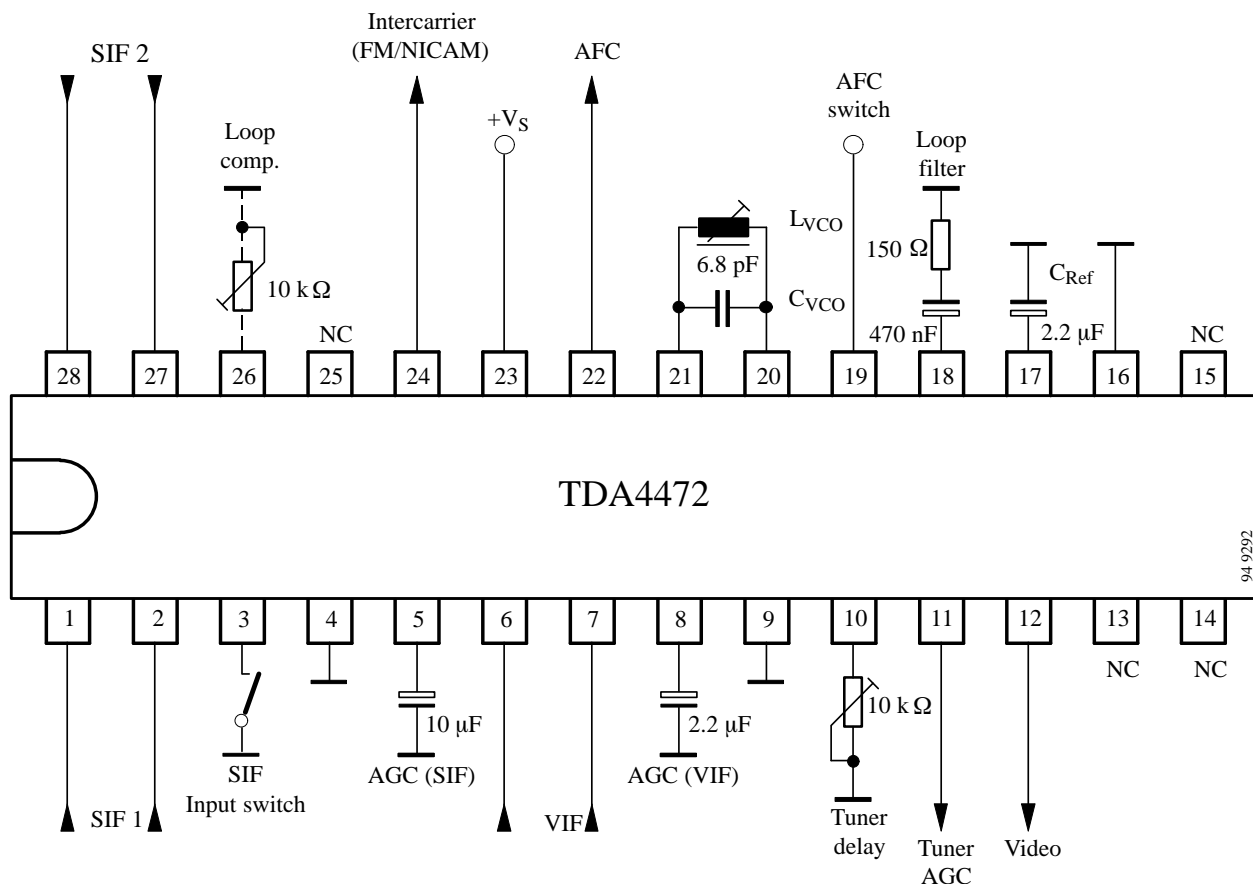 SIF 2
Intercarrier
(FM/NICAM)
AFC
AFC
switch
+VS
Loop
comp.
Loop
filter
LVCO
6.8 pF
CVCO
150 Ω
CRef
10 k Ω
NC
470 nF
2.2 μF
NC
28 27 26 25 24 23 22 21 20 19 18 17 16 15
TDA4472
94 9292
1 2 3 4 5 6 7 8 9 10 11 12 13 14
NC
NC
10 k Ω
10 μF
2.2 μF
SIF
Input switch
AGC (SIF)
AGC (VIF)
SIF 1
VIF
Tuner
delay
Tuner
AGC
Video